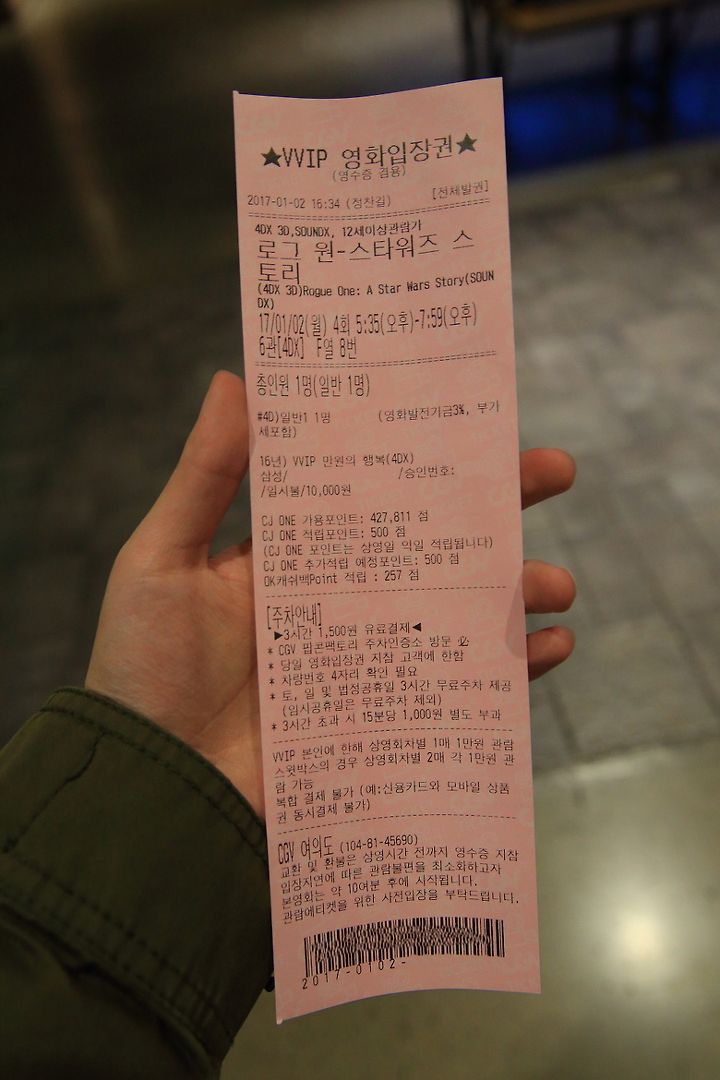 ★VVIP 영화입장권★
(영수증 겸용)
2017-01-02 16:34 (정찬길) [전체발권]
4DX 3D,SOUNDX, 12세이상관람가
로그 원-스타워즈 스
토리
(4DX 3D)Rogue One: A Star Wars Story(SOUN
DX)
17/01/02(월) 4회 5:35(오후)-7:59(오후)
6관[4DX] F열 8번
총인원 1명(일반 1명)
#4D)일반1 1명 (영화발전기금3%, 부가
세포함)
16년) VVIP 만원의 행복(4DX)
삼성/ /승인번호:
/일시불/10,000원
CJ ONE 가용포인트: 427,811 점
CJ ONE 적립포인트: 500 점
(CJ ONE 포인트는 상영일 익일 적립됩니다)
CJ ONE 추가적립 예정포인트: 500 점
OK캐쉬백Point 적립 : 257 점
[주차안내]
▶3시간 1,500원 유료결제◀
* CGV 팝콘팩토리 주차인증소 방문 必
* 당일 영화입장권 지참 고객에 한함
* 차량번호 4자리 확인 필요
* 토, 일 및 법정공휴일 3시간 무료주차 제공
(임시공휴일은 무료주차 제외)
* 3시간 초과 시 15분당 1,000원 별도 부과
VVIP 본인에 한해 상영회차별 1매 1만원 관람
스윗박스의 경우 상영회차별 2매 각 1만원 관
람 가능
복합 결제 불가 (예:신용카드와 모바일 상품
권 동시결제 불가)
CGV 여의도 (104-81-45690)
교환 및 환불은 상영시간 전까지 영수증 지참
입장지연에 따른 관람불편을 최소화하고자
본영화는 약 10여분 후에 시작됩니다.
관람에티켓을 위한 사전입장을 부탁드립니다.
2017-0102-